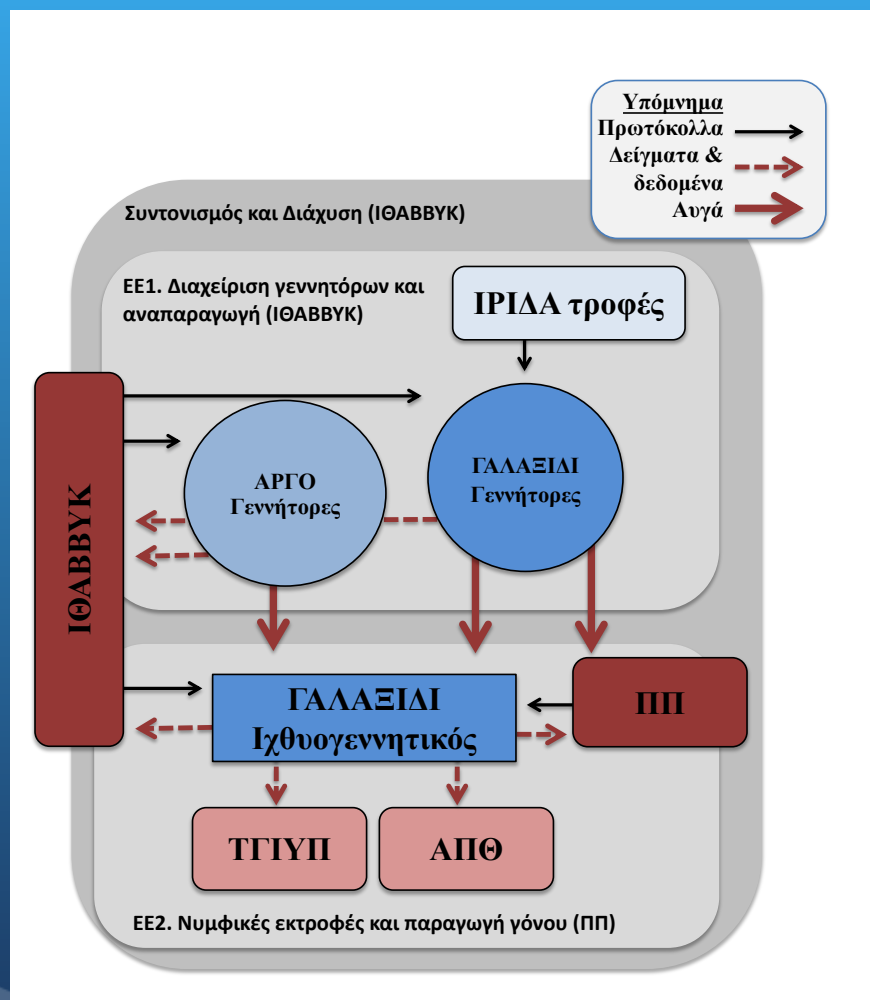 Υπόμνημα
Πρωτόκολλα
Δείγματα &
δεδομένα
Αυγά
Συντονισμός και Διάχυση (ΙΘΑΒΒΥΚ)
ΕΕ1. Διαχείριση γεννητόρων και
αναπαραγωγή (ΙΘΑΒΒΥΚ)
ΙΡΙΔΑ τροφές
ΙΘΑΒΒΥΚ
ΑΡΓΟ
Γεννήτορες
ΓΑΛΑΞΙΔΙ
Γεννήτορες
ΓΑΛΑΞΙΔΙ
Ιχθυογεννητικός
ΠΠ
ΤΓΙΥΠ
ΑΠΘ
ΕΕ2. Νυμφικές εκτροφές και παραγωγή γόνου (ΠΠ)